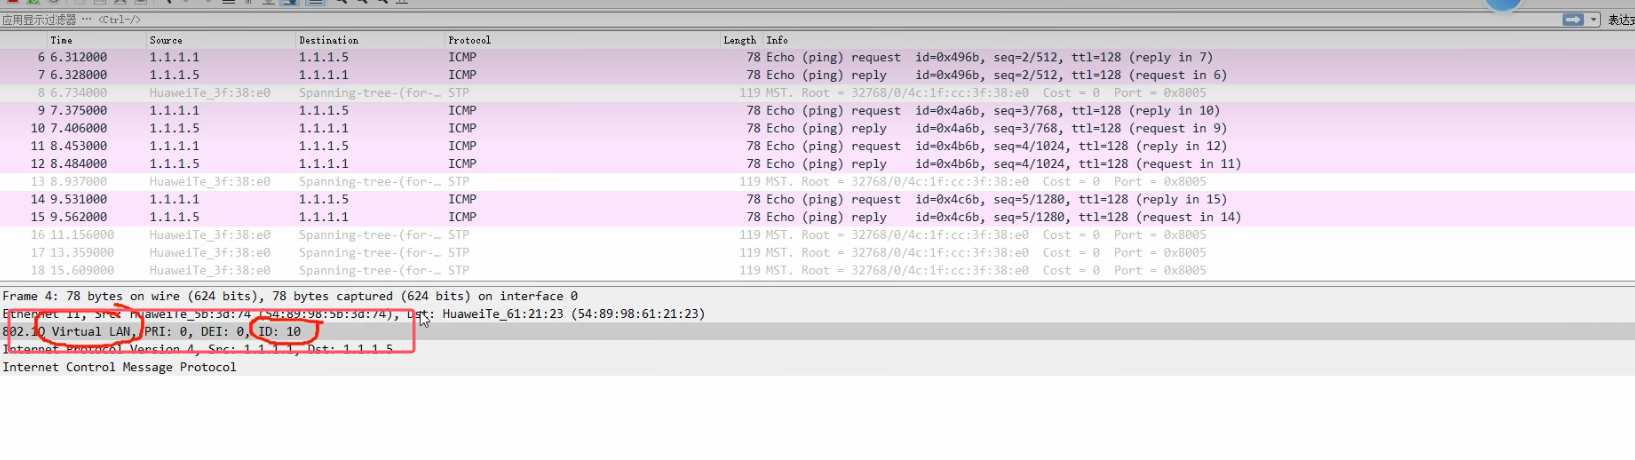 应用显示过滤器 … <Ctrl-/> 表达式
Time Source Destination Protocol Length Info
6 6.312000 1.1.1.1 1.1.1.5 ICMP 78 Echo (ping) request id=0x496b, seq=2/512, ttl=128 (reply in 7)
7 6.328000 1.1.1.5 1.1.1.1 ICMP 78 Echo (ping) reply id=0x496b, seq=2/512, ttl=128 (request in 6)
8 6.734000 HuaweiTe_3f:38:e0 Spanning-tree-(for-… STP 119 MST. Root = 32768/0/4c:1f:cc:3f:38:e0 Cost = 0 Port = 0x8005
9 7.375000 1.1.1.1 1.1.1.5 ICMP 78 Echo (ping) request id=0x4a6b, seq=3/768, ttl=128 (reply in 10)
10 7.406000 1.1.1.5 1.1.1.1 ICMP 78 Echo (ping) reply id=0x4a6b, seq=3/768, ttl=128 (request in 9)
11 8.453000 1.1.1.1 1.1.1.5 ICMP 78 Echo (ping) request id=0x4b6b, seq=4/1024, ttl=128 (reply in 12)
12 8.484000 1.1.1.5 1.1.1.1 ICMP 78 Echo (ping) reply id=0x4b6b, seq=4/1024, ttl=128 (request in 11)
13 8.937000 HuaweiTe_3f:38:e0 Spanning-tree-(for-… STP 119 MST. Root = 32768/0/4c:1f:cc:3f:38:e0 Cost = 0 Port = 0x8005
14 9.531000 1.1.1.1 1.1.1.5 ICMP 78 Echo (ping) request id=0x4c6b, seq=5/1280, ttl=128 (reply in 15)
15 9.562000 1.1.1.5 1.1.1.1 ICMP 78 Echo (ping) reply id=0x4c6b, seq=5/1280, ttl=128 (request in 14)
16 11.156000 HuaweiTe_3f:38:e0 Spanning-tree-(for-… STP 119 MST. Root = 32768/0/4c:1f:cc:3f:38:e0 Cost = 0 Port = 0x8005
17 13.359000 HuaweiTe_3f:38:e0 Spanning-tree-(for-… STP 119 MST. Root = 32768/0/4c:1f:cc:3f:38:e0 Cost = 0 Port = 0x8005
18 15.609000 HuaweiTe_3f:38:e0 Spanning-tree-(for-… STP 119 MST. Root = 32768/0/4c:1f:cc:3f:38:e0 Cost = 0 Port = 0x8005
Frame 4: 78 bytes on wire (624 bits), 78 bytes captured (624 bits) on interface 0
Ethernet II, Src: HuaweiTe_5b:3d:74 (54:89:98:5b:3d:74), Dst: HuaweiTe_61:21:23 (54:89:98:61:21:23)
802.1Q Virtual LAN, PRI: 0, DEI: 0, ID: 10
Internet Protocol Version 4, Src: 1.1.1.1, Dst: 1.1.1.5
Internet Control Message Protocol